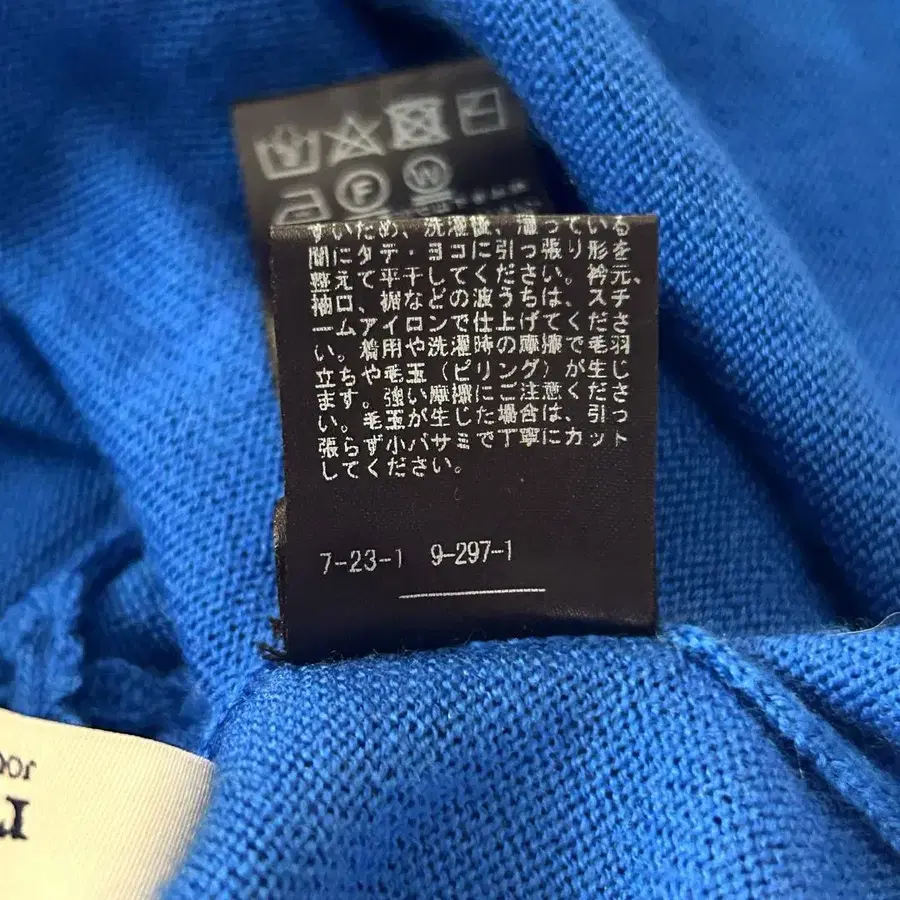 F W
すいため、洗濯後、湿っている
間にタテ・ヨコに引っ張り形を
整えて平干してください。衿元、
袖口、裾などの波うちは、スチ
ームアイロンで仕上げてくださ
い。着用や洗濯時の摩擦で毛羽
立ちや毛玉(ピリング)が生じ
ます。強い摩擦にご注意くださ
い。毛玉が生じた場合は、引っ
張らず小バサミで丁寧にカット
してください。
7-23-1 9-297-1